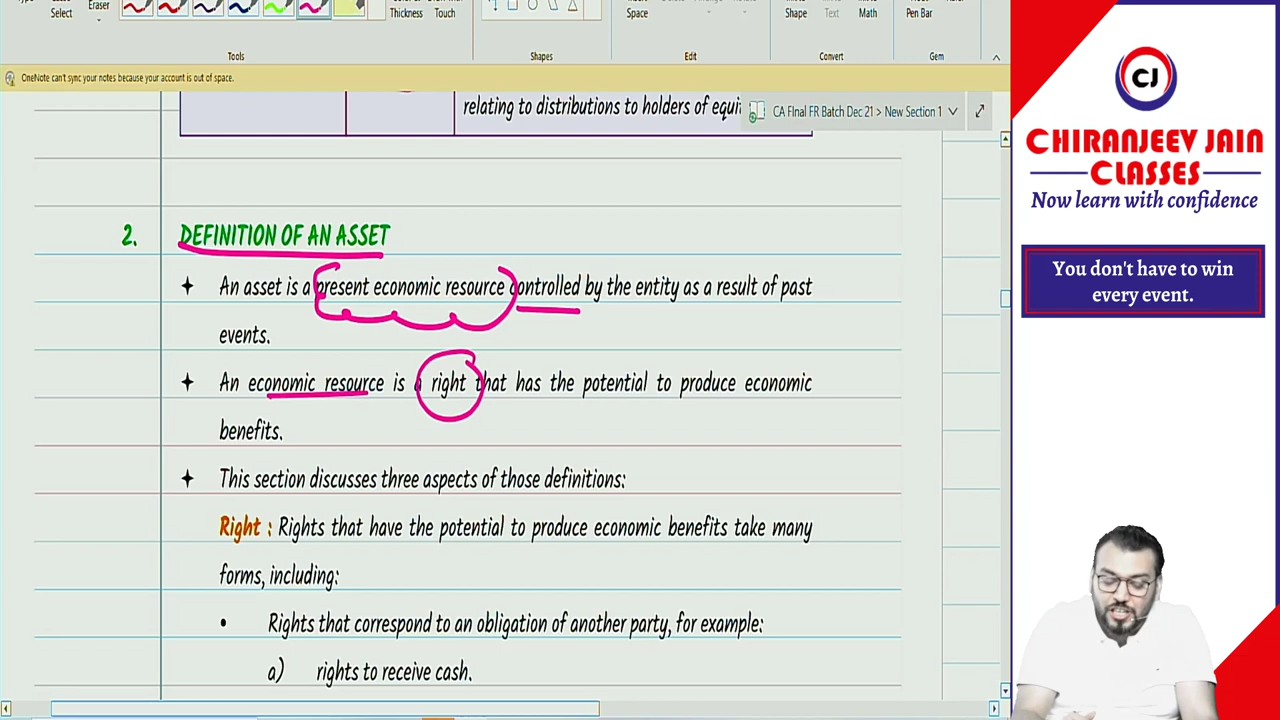 Eraser
Select
Thickness
Touch
Space
Shape
Text
Math
Pen Bar
Tools
Shapes
Edit
Convert
Gem
OneNote can't sync your notes because your account is out of space.
relating to distributions to holders of
CA FInal FR Batch Dec 21 > New Section 1
2. DEFINITION OF AN ASSET
An asset is a present economic resource controlled by the entity as a result of past
events.
An economic resource is a right that has the potential to produce economic
benefits.
This section discusses three aspects of those definitions:
Right : Rights that have the potential to produce economic benefits take many
forms, including:
• Rights that correspond to an obligation of another party, for example:
a) rights to receive cash.
CJ
CHIRANJEEV JAIN
CLASSES
Now learn with confidence
You don't have to win
every event.